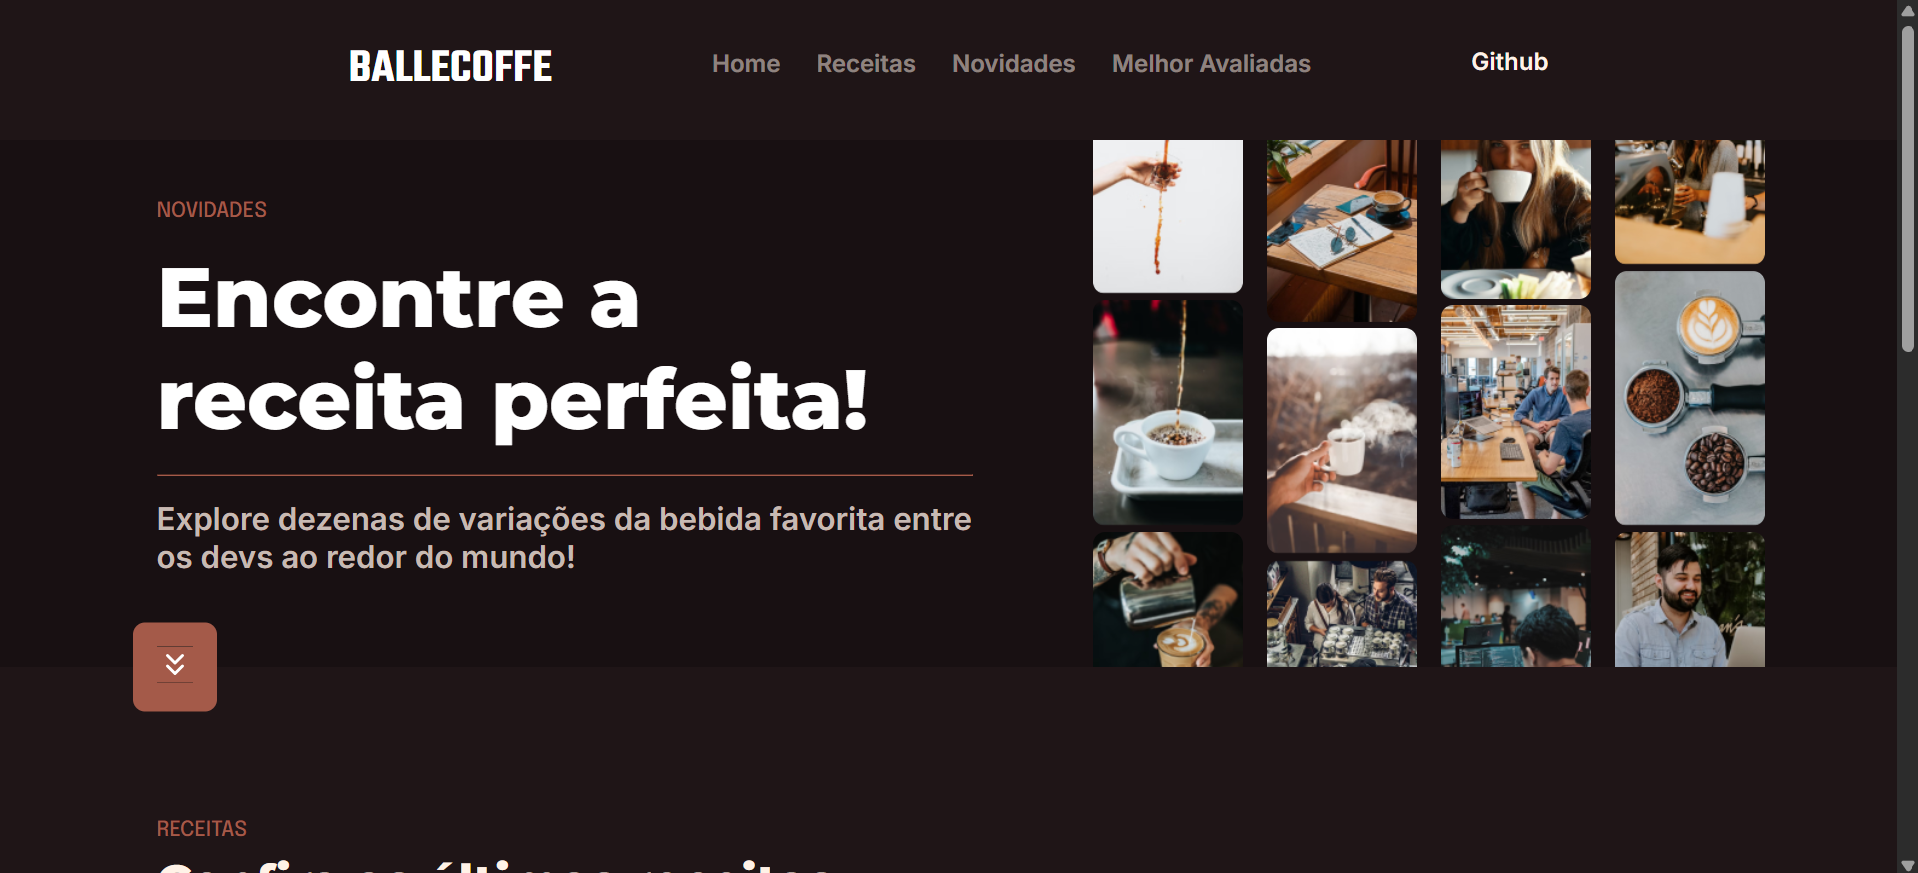 BALLECOFFE
Home Receitas Novidades Melhor Avaliadas
Github
NOVIDADES
Encontre a
receita perfeita!
Explore dezenas de variações da bebida favorita entre
os devs ao redor do mundo!
RECEITAS